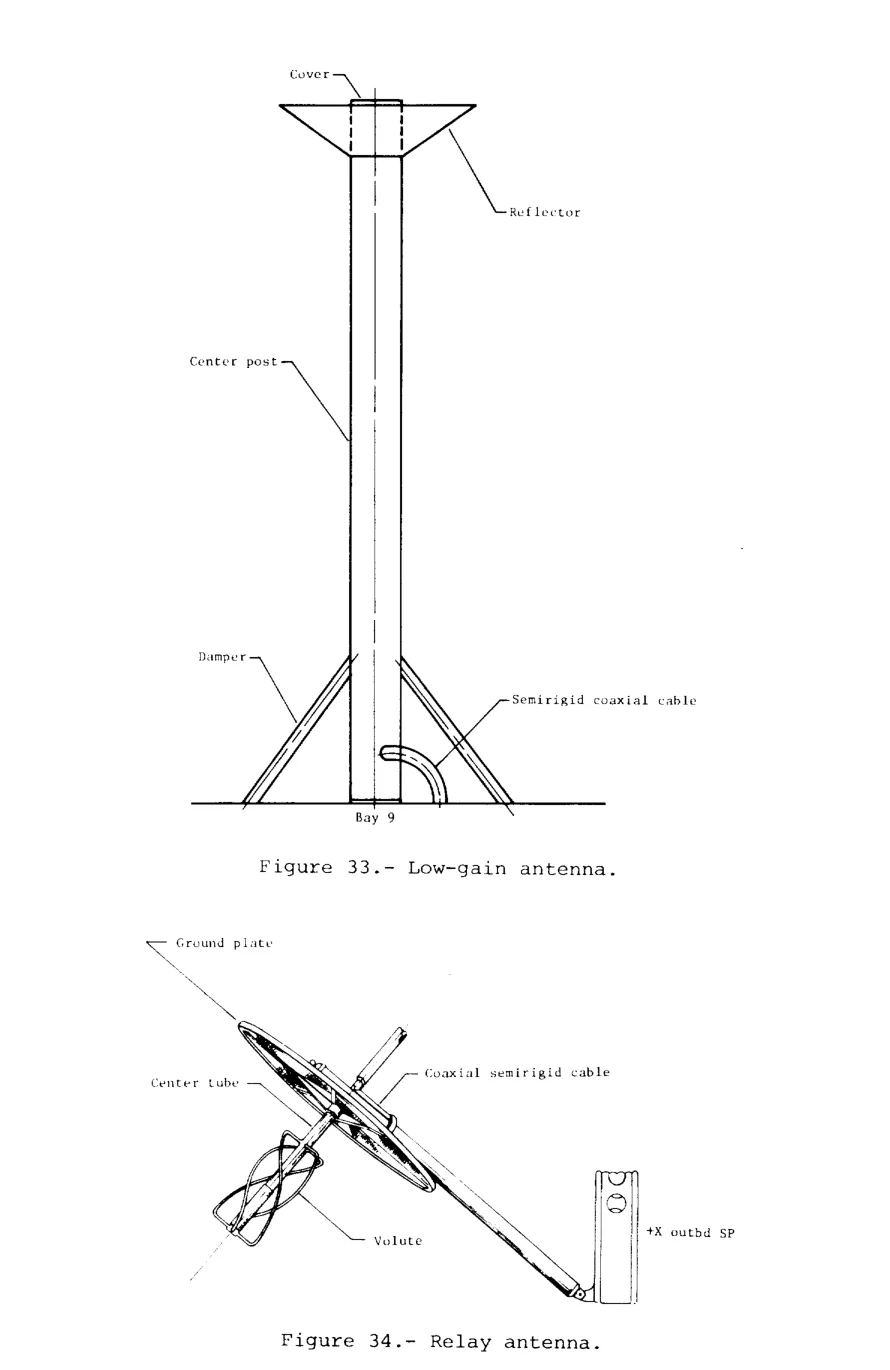 Cover
Reflector
Center post
Damper
Semirigid coaxial cable
Bay 9
Figure 33.- Low-gain antenna.
Ground plate
Coaxial semirigid cable
Center tube
+X outbd SP
Volute
Figure 34.- Relay antenna.